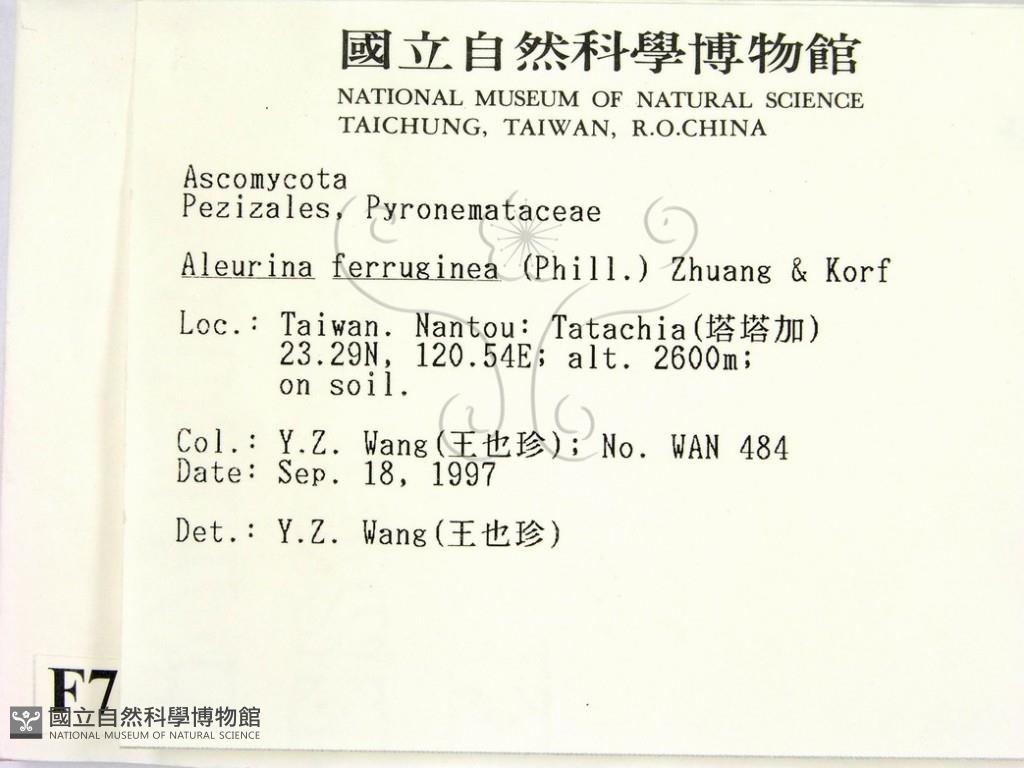 國立自然科學博物館
NATIONAL MUSEUM OF NATURAL SCIENCE
TAICHUNG, TAIWAN, R.O.CHINA
Ascomycota
Pezizales, Pyronemataceae
Aleurina ferruginea (Phill.) Zhuang & Korf
Loc.: Taiwan. Nantou: Tatachia(塔塔加)
23.29N, 120.54E; alt. 2600m;
on soil.
Col.: Y.Z. Wang(王也珍); No. WAN 484
Date: Sep. 18, 1997
Det.: Y.Z. Wang(王也珍)
F7
國立自然科學博物館
NATIONAL MUSEUM OF NATURAL SCIENCE